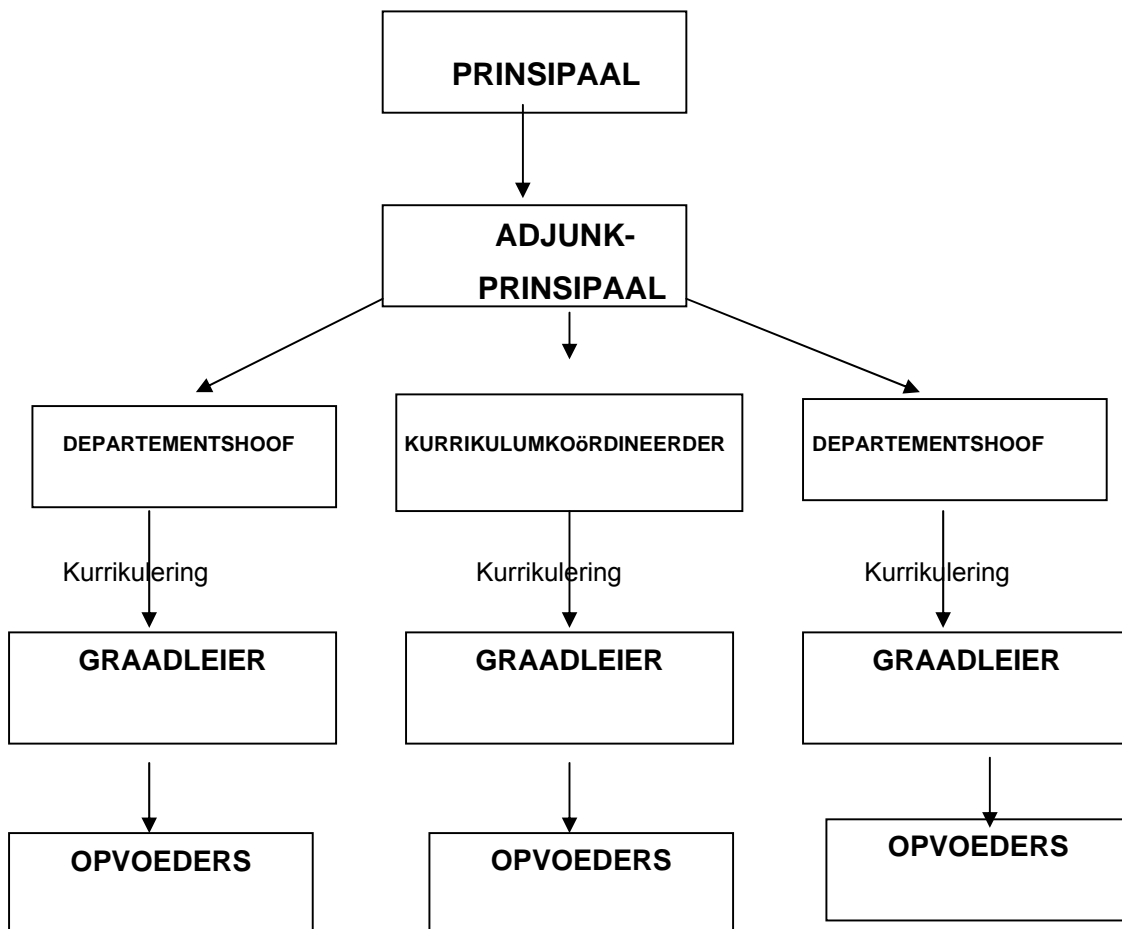 PRINSIPAAL
ADJUNK-
PRINSIPAAL
DEPARTEMENTSHOOF
KURRIKULUMKOöRDINEERDER
DEPARTEMENTSHOOF
Kurrikulering
Kurrikulering
Kurrikulering
GRAADLEIER
GRAADLEIER
GRAADLEIER
OPVOEDERS
OPVOEDERS
OPVOEDERS